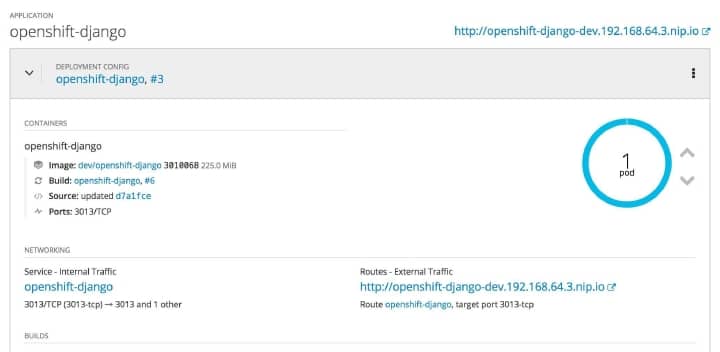 APPLICATION
openshift-django
http://openshift-django-dev.192.168.64.3.nip.io
DEPLOYMENT CONFIG
openshift-django, #3
CONTAINERS
openshift-django
Image: dev/openshift-django 3010068 225.0 MiB
Build: openshift-django, #6
Source: updated d7a1fce
Ports: 3013/TCP
1
pod
NETWORKING
Service - Internal Traffic
openshift-django
3013/TCP (3013-tcp) → 3013 and 1 other
Routes - External Traffic
http://openshift-django-dev.192.168.64.3.nip.io
Route openshift-django, target port 3013-tcp
BUILDS